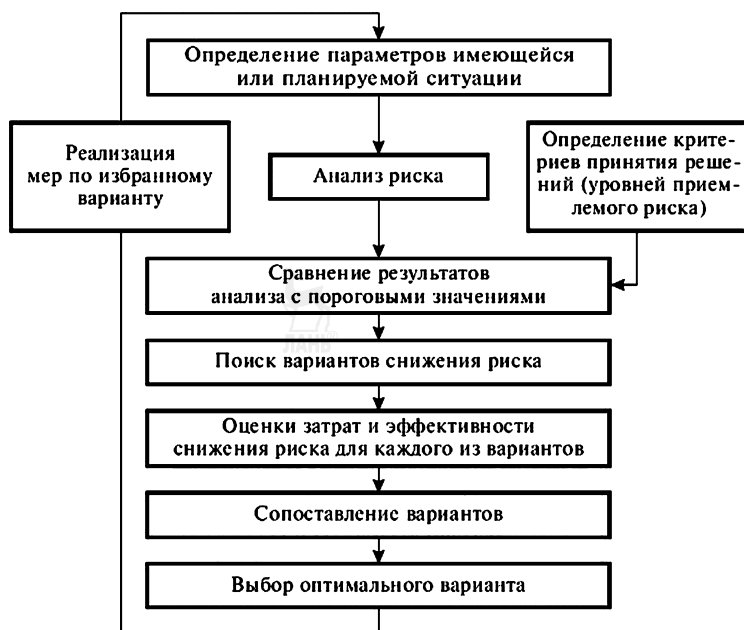 Определение параметров имеющейся
или планируемой ситуации
Реализация
мер по избранному
варианту
Анализ риска
Определение крите-
риев принятия реше-
ний (уровней прием-
лемого риска)
Сравнение результатов
анализа с пороговыми значениями
ЛАНЬ®
Поиск вариантов снижения риска
Оценки затрат и эффективности
снижения риска для каждого из вариантов
Сопоставление вариантов
Выбор оптимального варианта